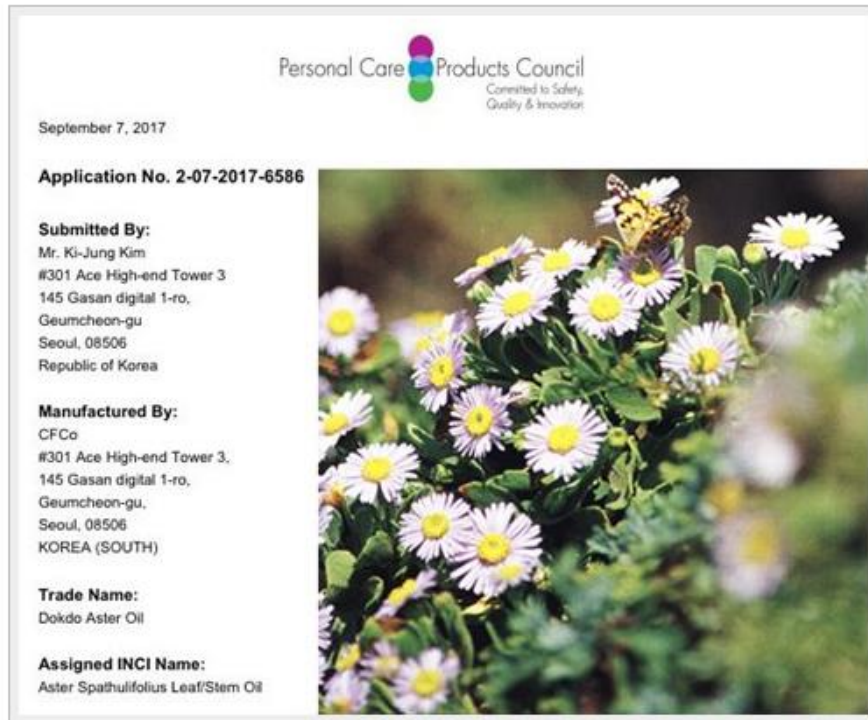 Personal Care Products Council
Committed to Safety,
Quality & Innovation
September 7, 2017
Application No. 2-07-2017-6586
Submitted By:
Mr. Ki-Jung Kim
#301 Ace High-end Tower 3
145 Gasan digital 1-ro,
Geumcheon-gu
Seoul, 08506
Republic of Korea
Manufactured By:
CFCo
#301 Ace High-end Tower 3,
145 Gasan digital 1-ro,
Geumcheon-gu,
Seoul, 08506
KOREA (SOUTH)
Trade Name:
Dokdo Aster Oil
Assigned INCI Name:
Aster Spathulifolius Leaf/Stem Oil